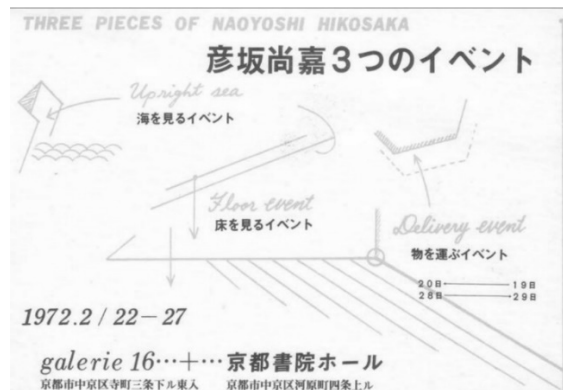 THREE PIECES OF NAOYOSHI HIKOSAKA
彦坂尚嘉3つのイベント
Upright sea
海を見るイベント
Floor event
床を見るイベント
Delivery event
物を運ぶイベント
20日―――19日
28日―――29日
1972.2/22−27
galerie 16…+…京都書院ホール
京都市中京区寺町三条下ル東入 京都市中京区河原町四条上ル